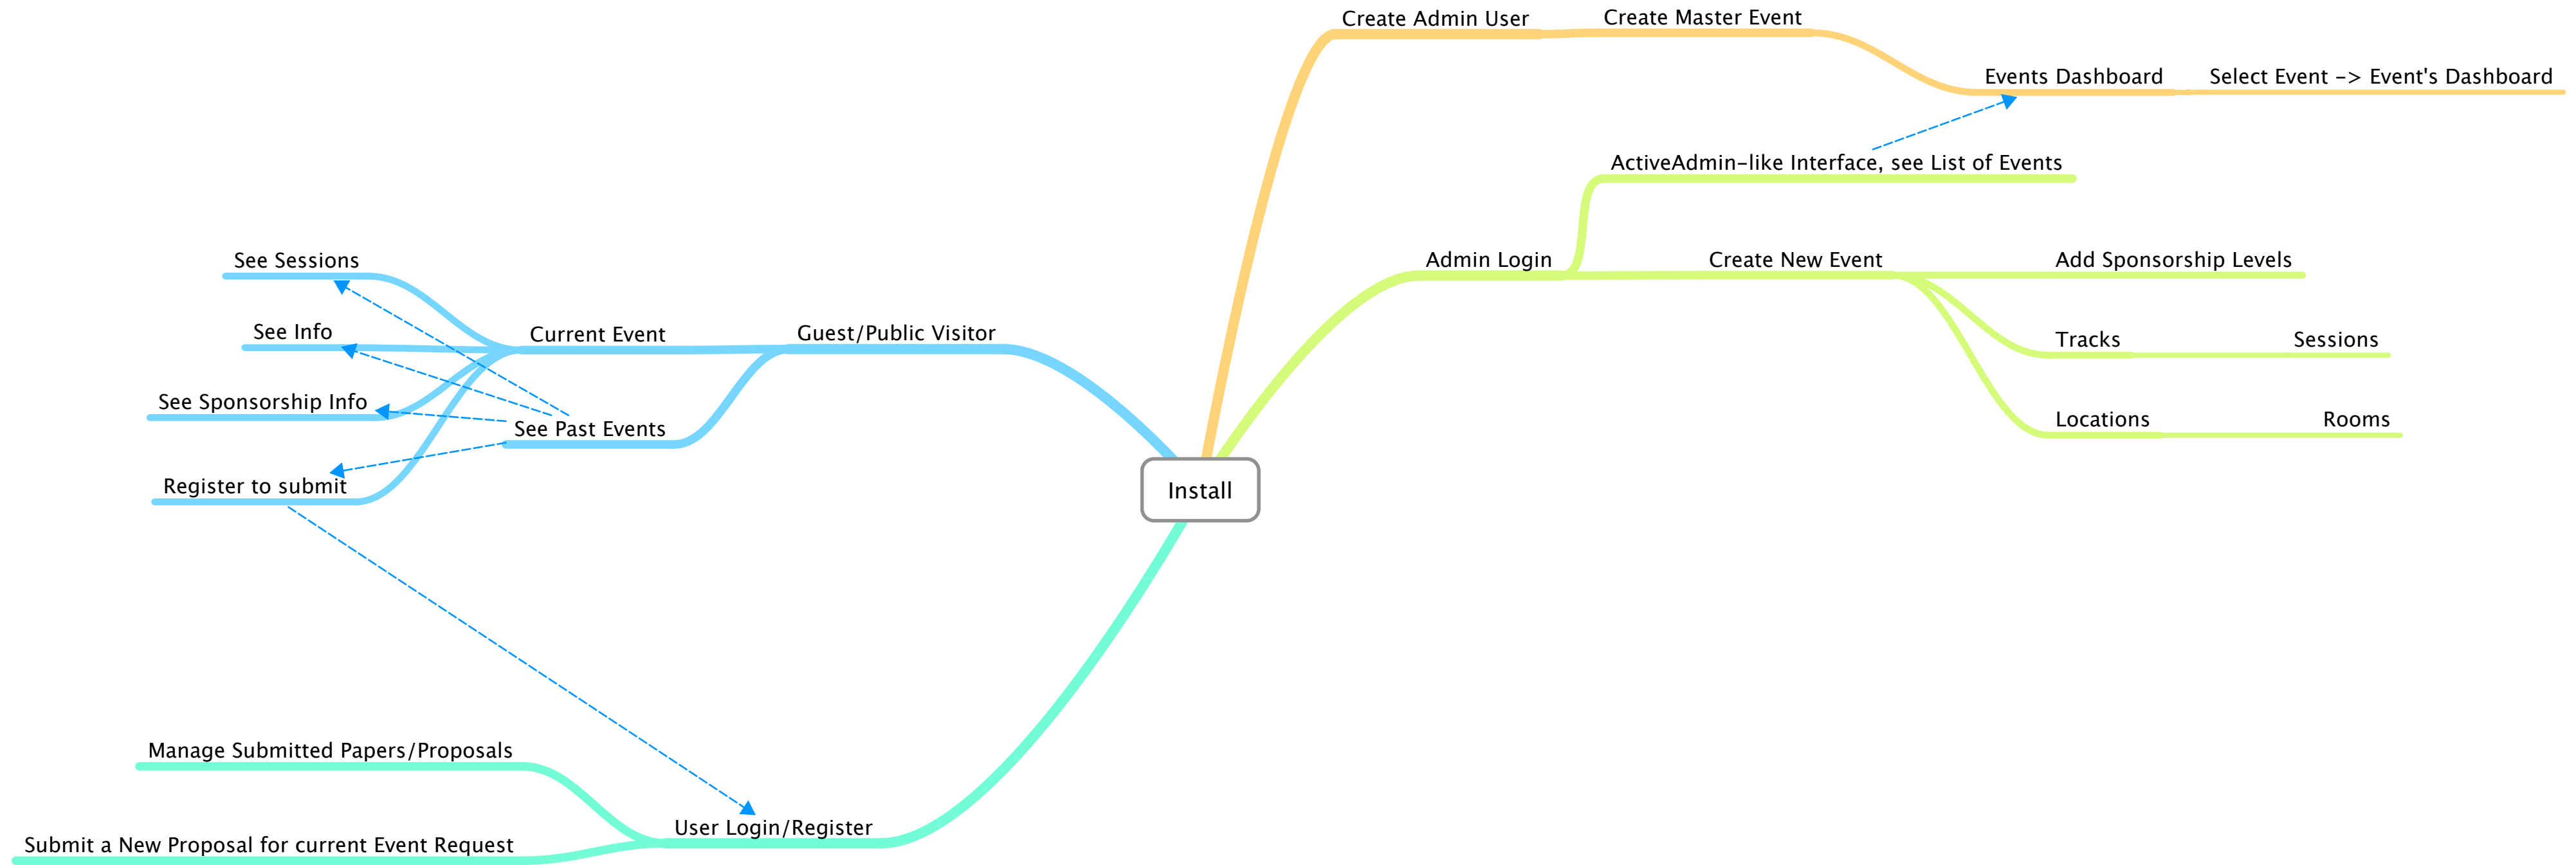 Create Admin User
Create Master Event
Events Dashboard
Select Event -> Event's Dashboard
ActiveAdmin-like Interface, see List of Events
Admin Login
Create New Event
Add Sponsorship Levels
Tracks
Sessions
Locations
Rooms
See Sessions
See Info
Current Event
Guest/Public Visitor
See Sponsorship Info
See Past Events
Register to submit
Install
Manage Submitted Papers/Proposals
User Login/Register
Submit a New Proposal for current Event Request